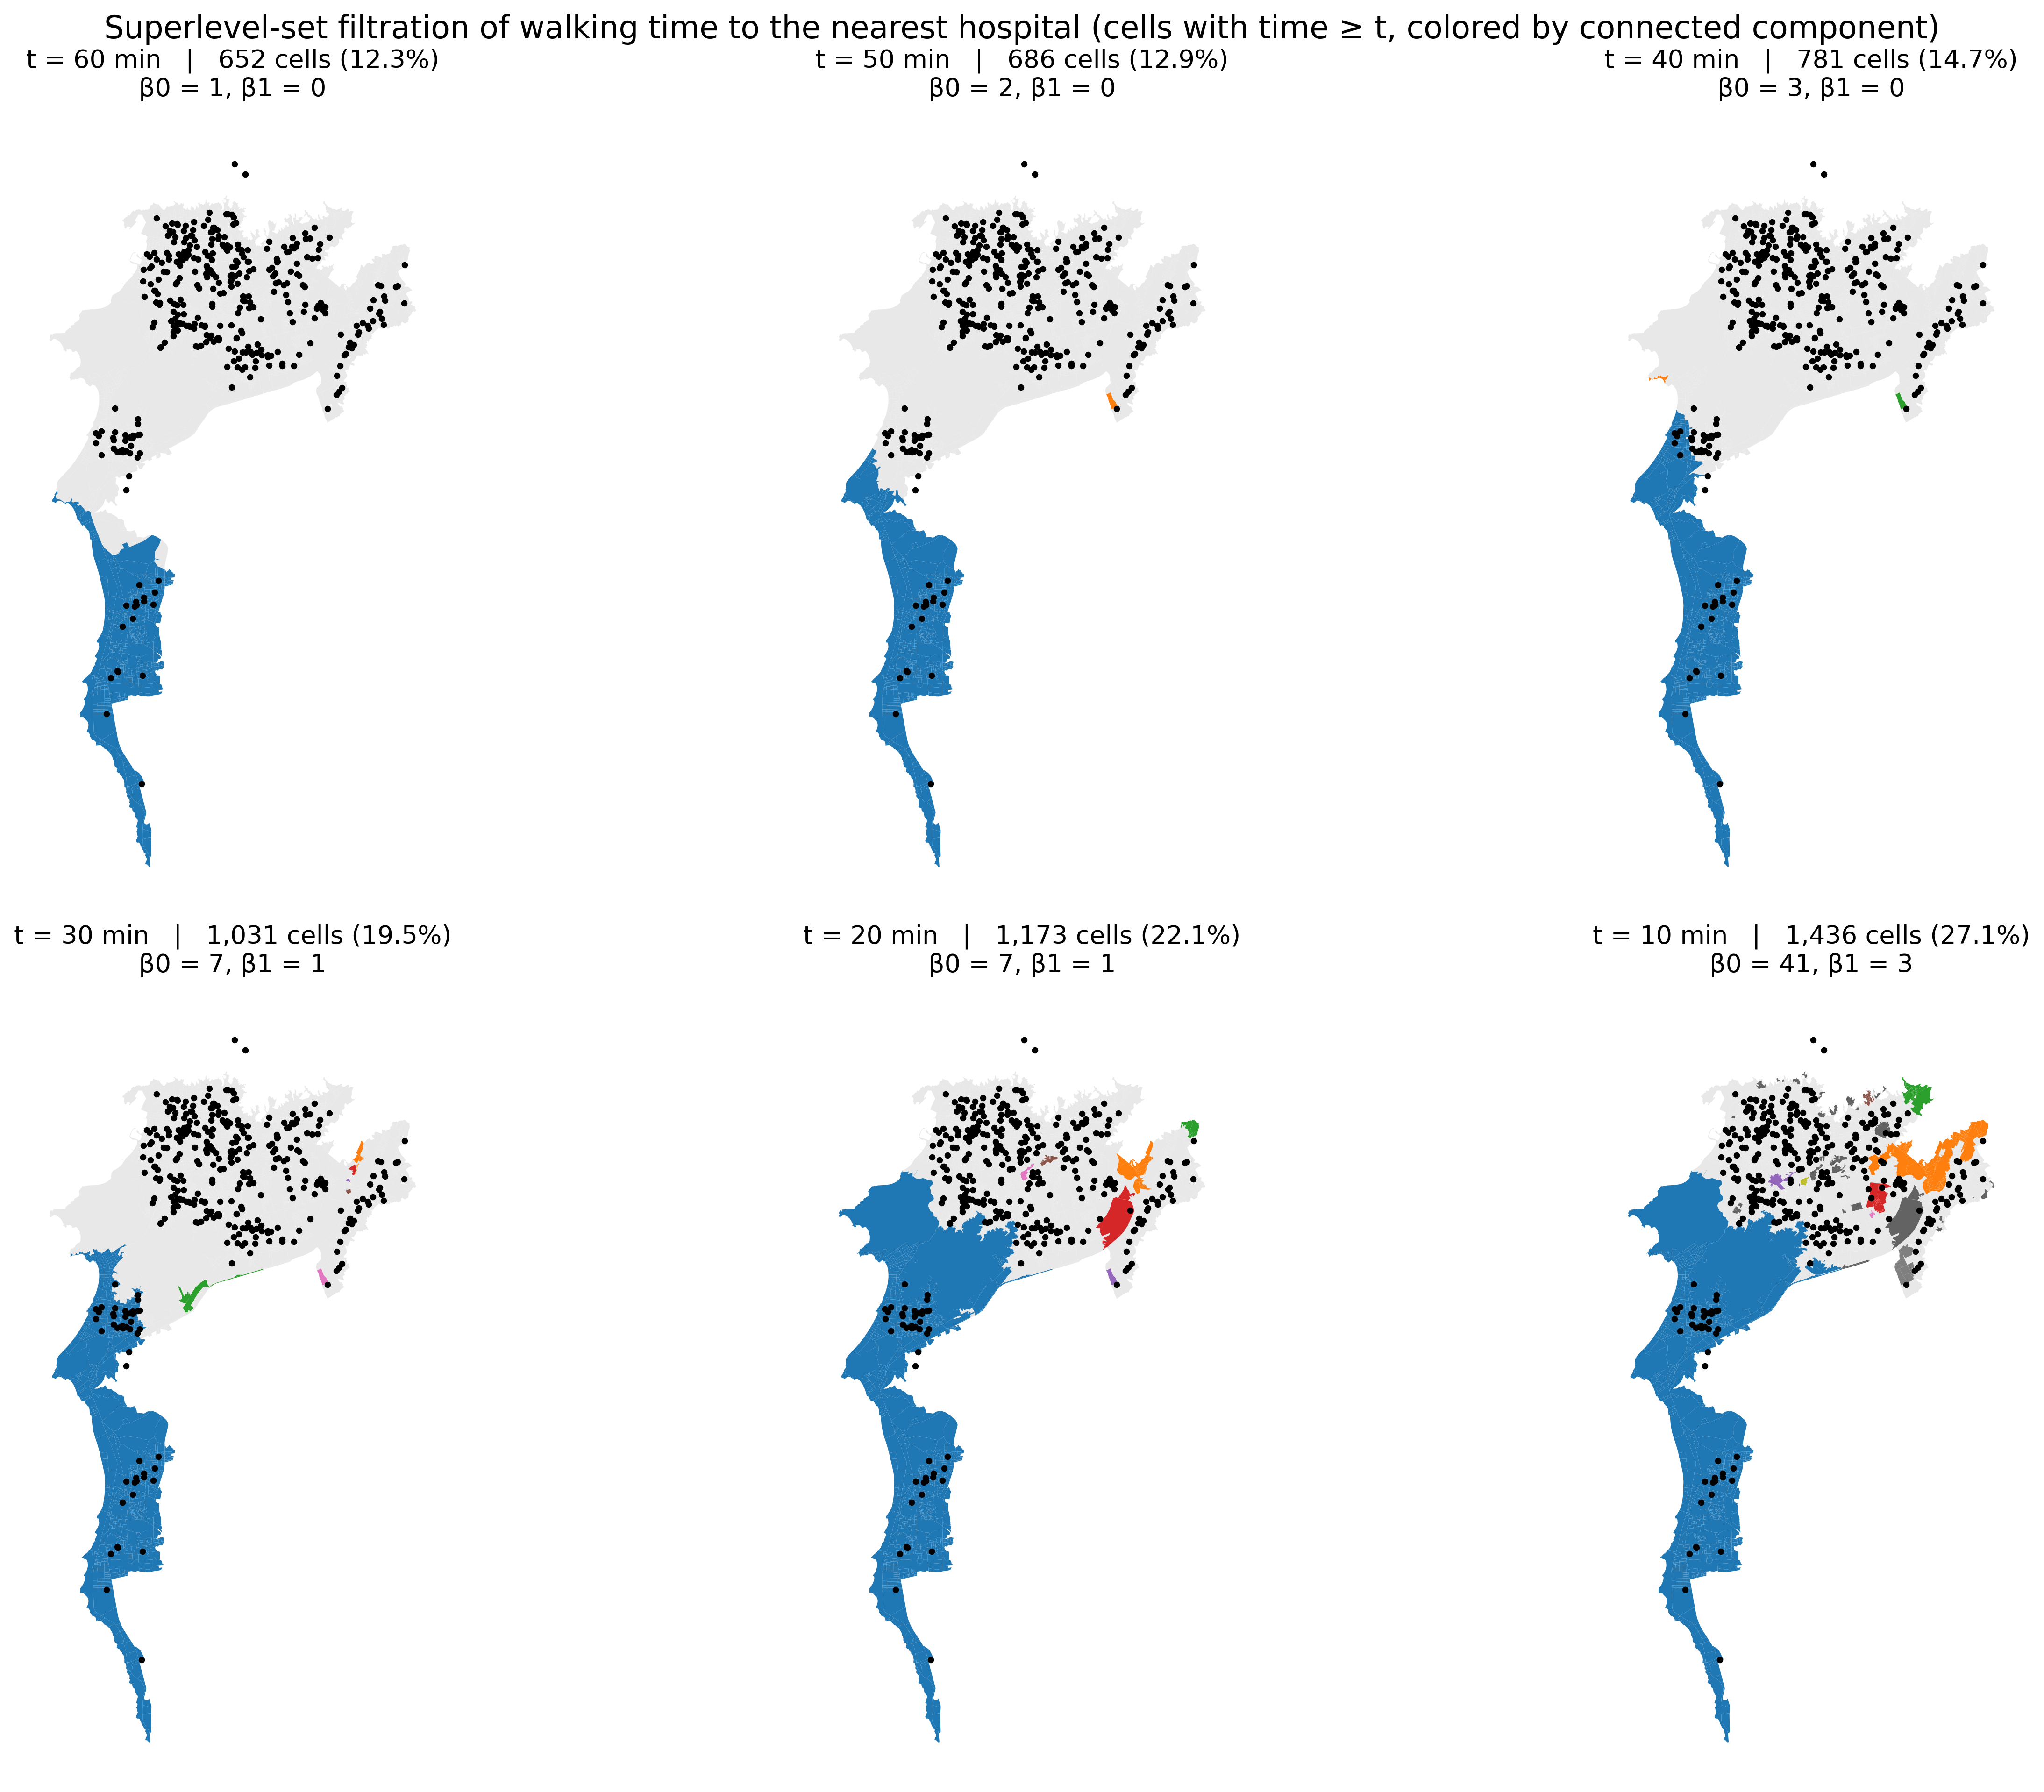 Superlevel-set filtration of walking time to the nearest hospital (cells with time ≥ t, colored by connected component)
t = 60 min | 652 cells (12.3%)
β0 = 1, β1 = 0
t = 50 min | 686 cells (12.9%)
β0 = 2, β1 = 0
t = 40 min | 781 cells (14.7%)
β0 = 3, β1 = 0
t = 30 min | 1,031 cells (19.5%)
β0 = 7, β1 = 1
t = 20 min | 1,173 cells (22.1%)
β0 = 7, β1 = 1
t = 10 min | 1,436 cells (27.1%)
β0 = 41, β1 = 3